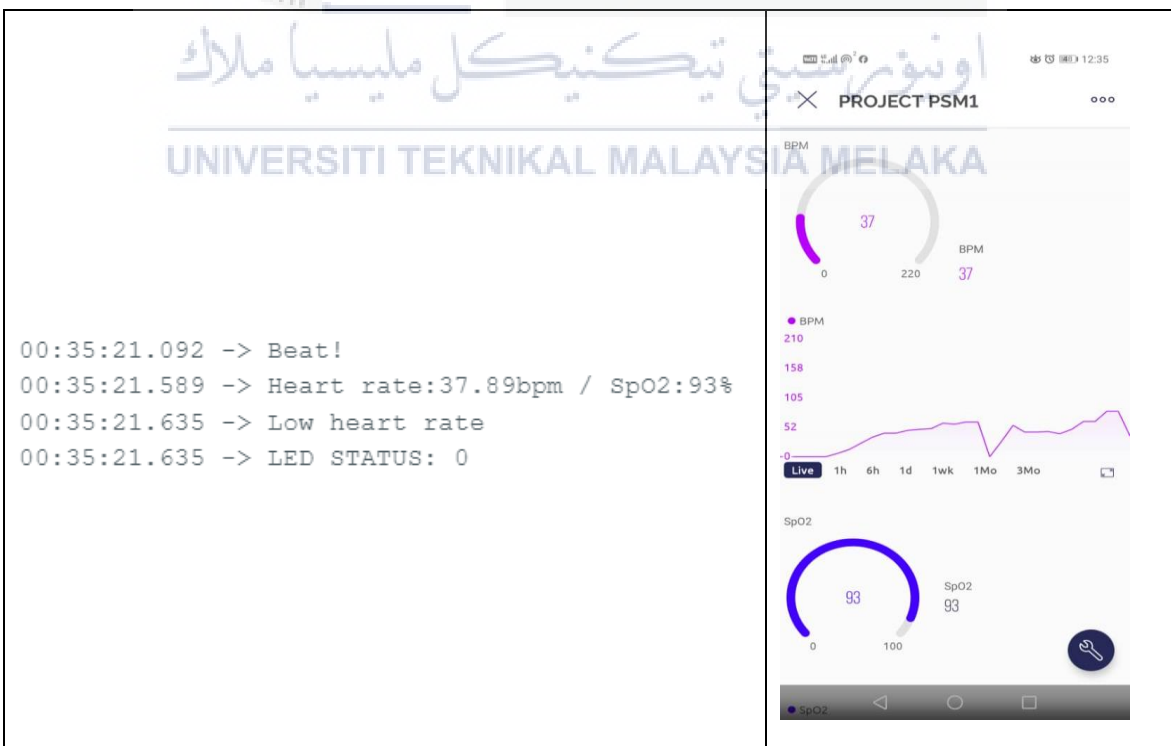 اونيۏرسيتي تيكنيكل مليسيا ملاك
UNIVERSITI TEKNIKAL MALAYSIA MELAKA
00:35:21.092 -> Beat!
00:35:21.589 -> Heart rate:37.89bpm / SpO2:93%
00:35:21.635 -> Low heart rate
00:35:21.635 -> LED STATUS: 0
12:35
PROJECT PSM1
BPM
37
0 220
BPM
37
BPM
210
158
105
52
-0
Live 1h 6h 1d 1wk 1Mo 3Mo
SpO2
93
0 100
SpO2
93
SpO2